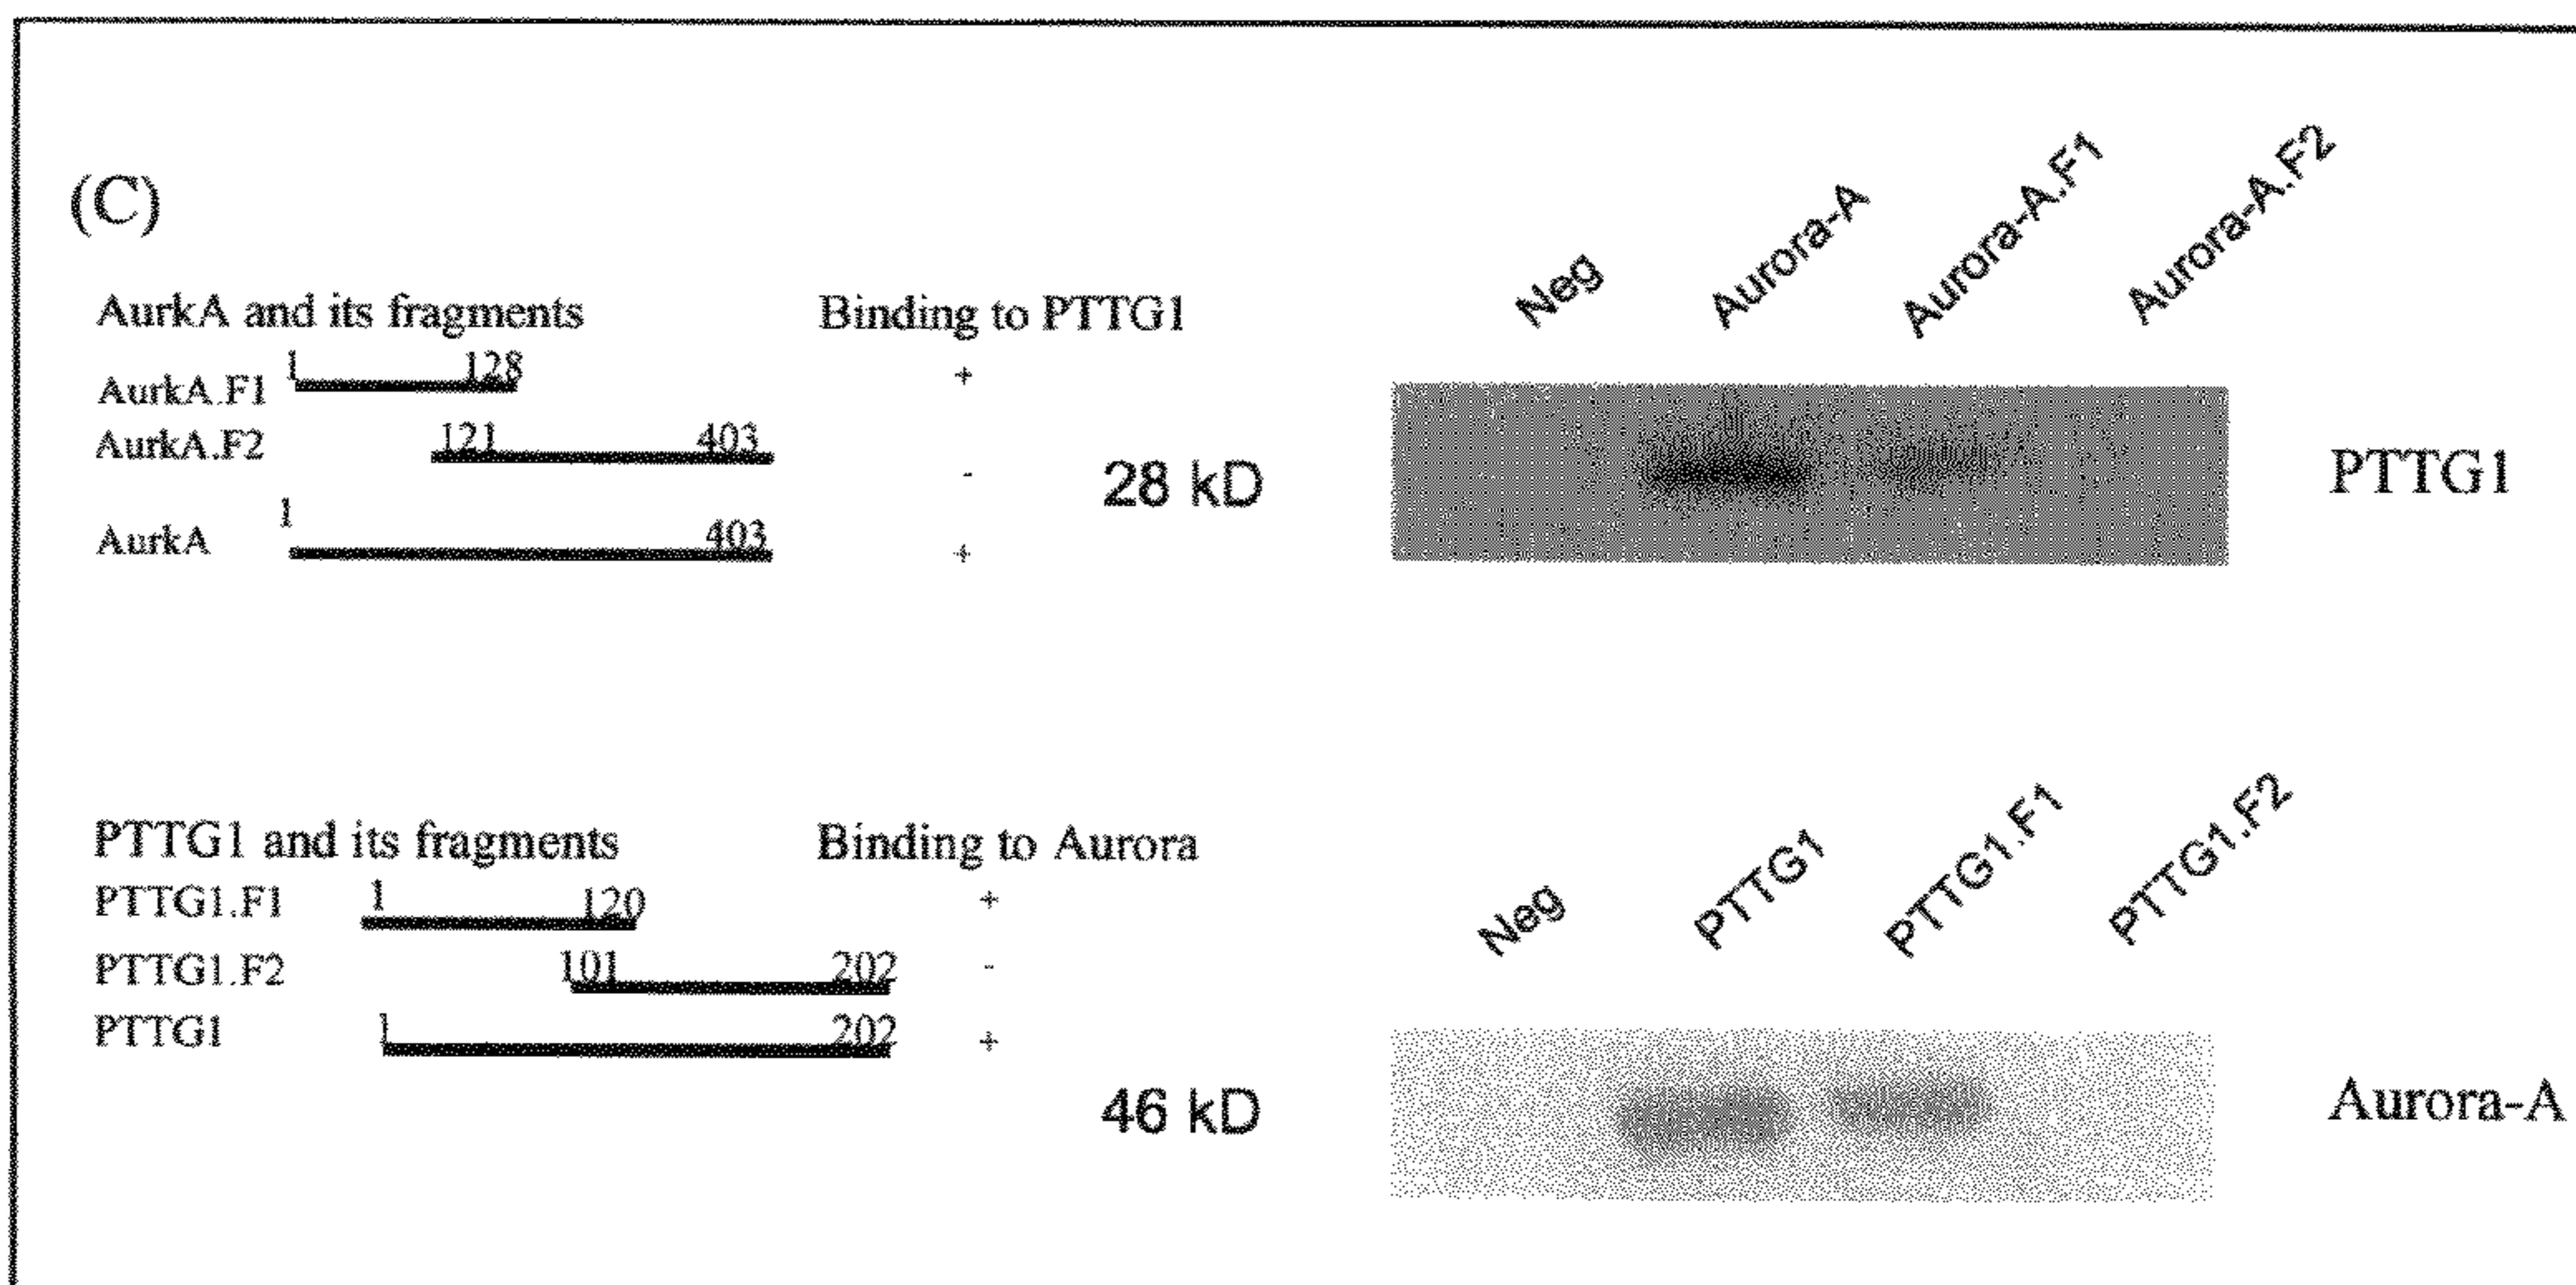 (C)
AurkA and its fragments Binding to PTTG1
AurkA.F1 1 128 +
AurkA.F2 121 403 -
AurkA 1 403 +
Neg Aurora-A Aurora-A.F1 Aurora-A.F2
28 kD PTTG1
PTTG1 and its fragments Binding to Aurora
PTTG1.F1 1 120 +
PTTG1.F2 101 202 -
PTTG1 1 202 +
Neg PTTG1 PTTG1.F1 PTTG1.F2
46 kD Aurora-A